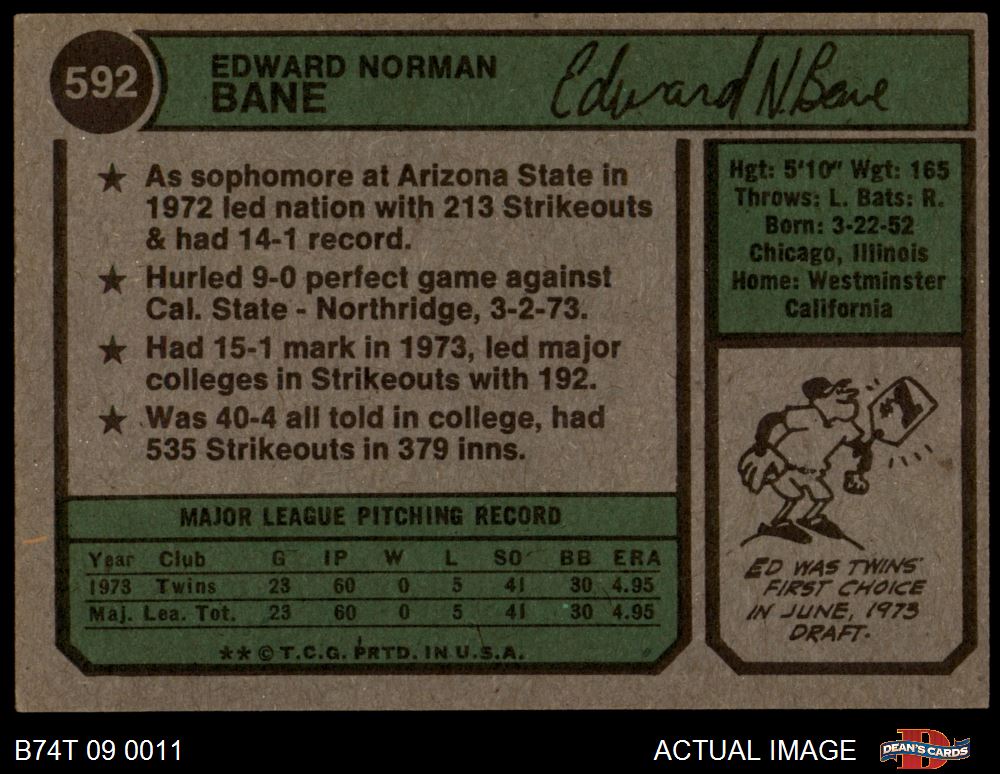 592
EDWARD NORMAN
BANE
Edward N. Bane
★ As sophomore at Arizona State in
1972 led nation with 213 Strikeouts
& had 14-1 record.
★ Hurled 9-0 perfect game against
Cal. State - Northridge, 3-2-73.
★ Had 15-1 mark in 1973, led major
colleges in Strikeouts with 192.
★ Was 40-4 all told in college, had
535 Strikeouts in 379 inns.
Hgt: 5'10" Wgt: 165
Throws: L. Bats: R.
Born: 3-22-52
Chicago, Illinois
Home: Westminster
California
#1
ED WAS TWINS'
FIRST CHOICE
IN JUNE, 1973
DRAFT.
MAJOR LEAGUE PITCHING RECORD
Year Club G IP W L SO BB ERA
1973 Twins 23 60 0 5 41 30 4.95
Maj. Lea. Tot. 23 60 0 5 41 30 4.95
** © T.C.G. PRTD. IN U.S.A.
B74T 09 0011
ACTUAL IMAGE
DEAN'S CARDS